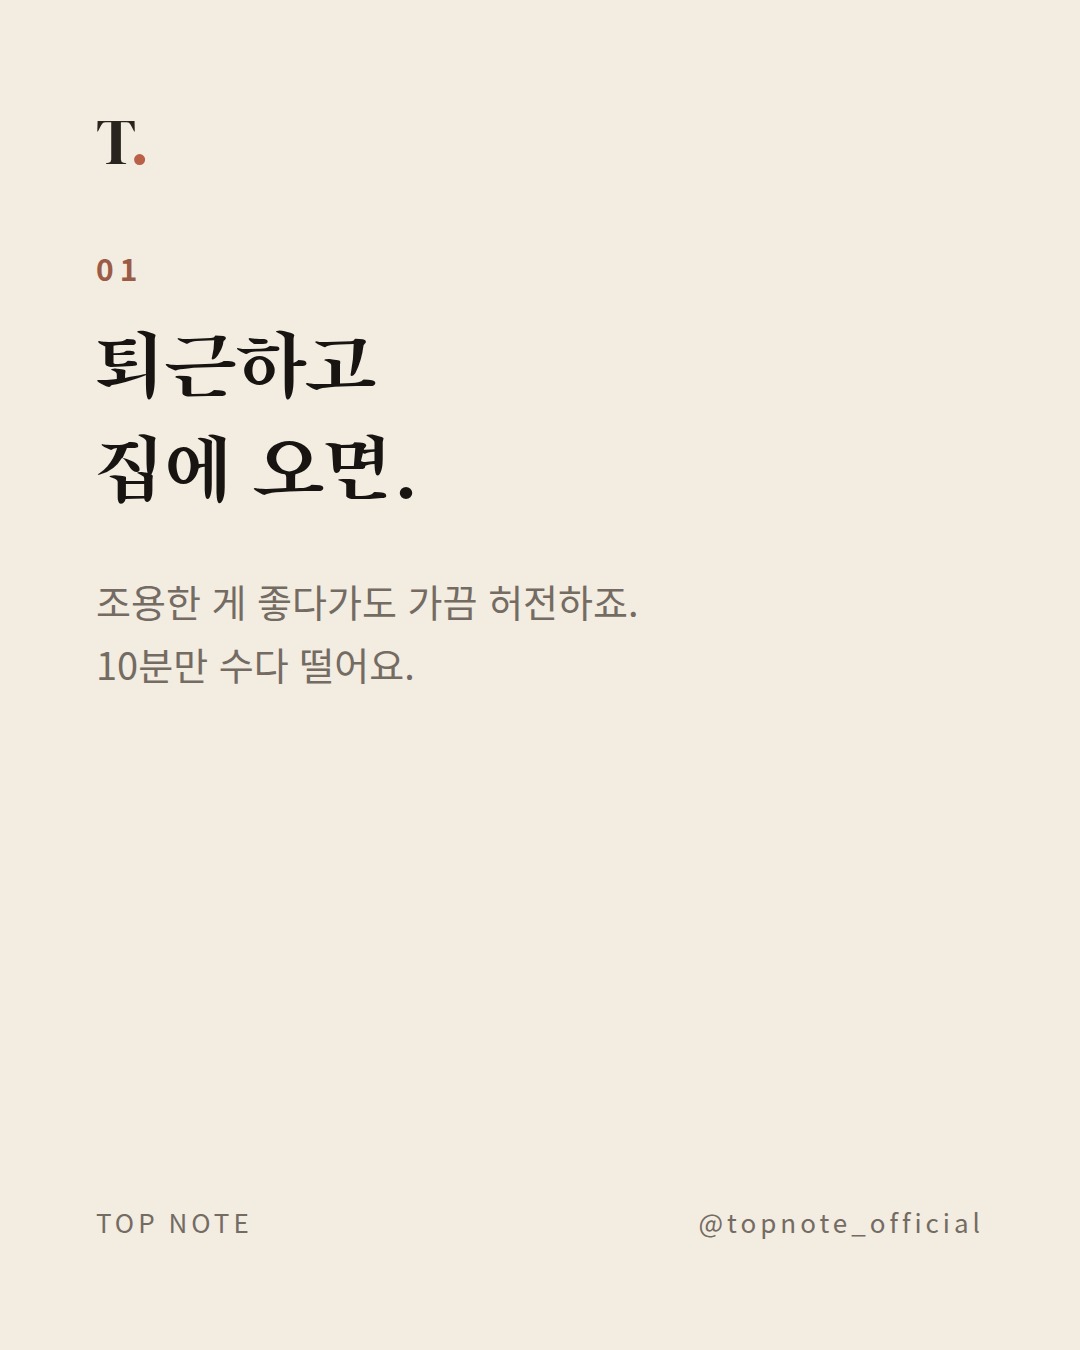 T.
01
퇴근하고
집에 오면.
조용한 게 좋다가도 가끔 허전하죠.
10분만 수다 떨어요.
TOP NOTE
@topnote_official